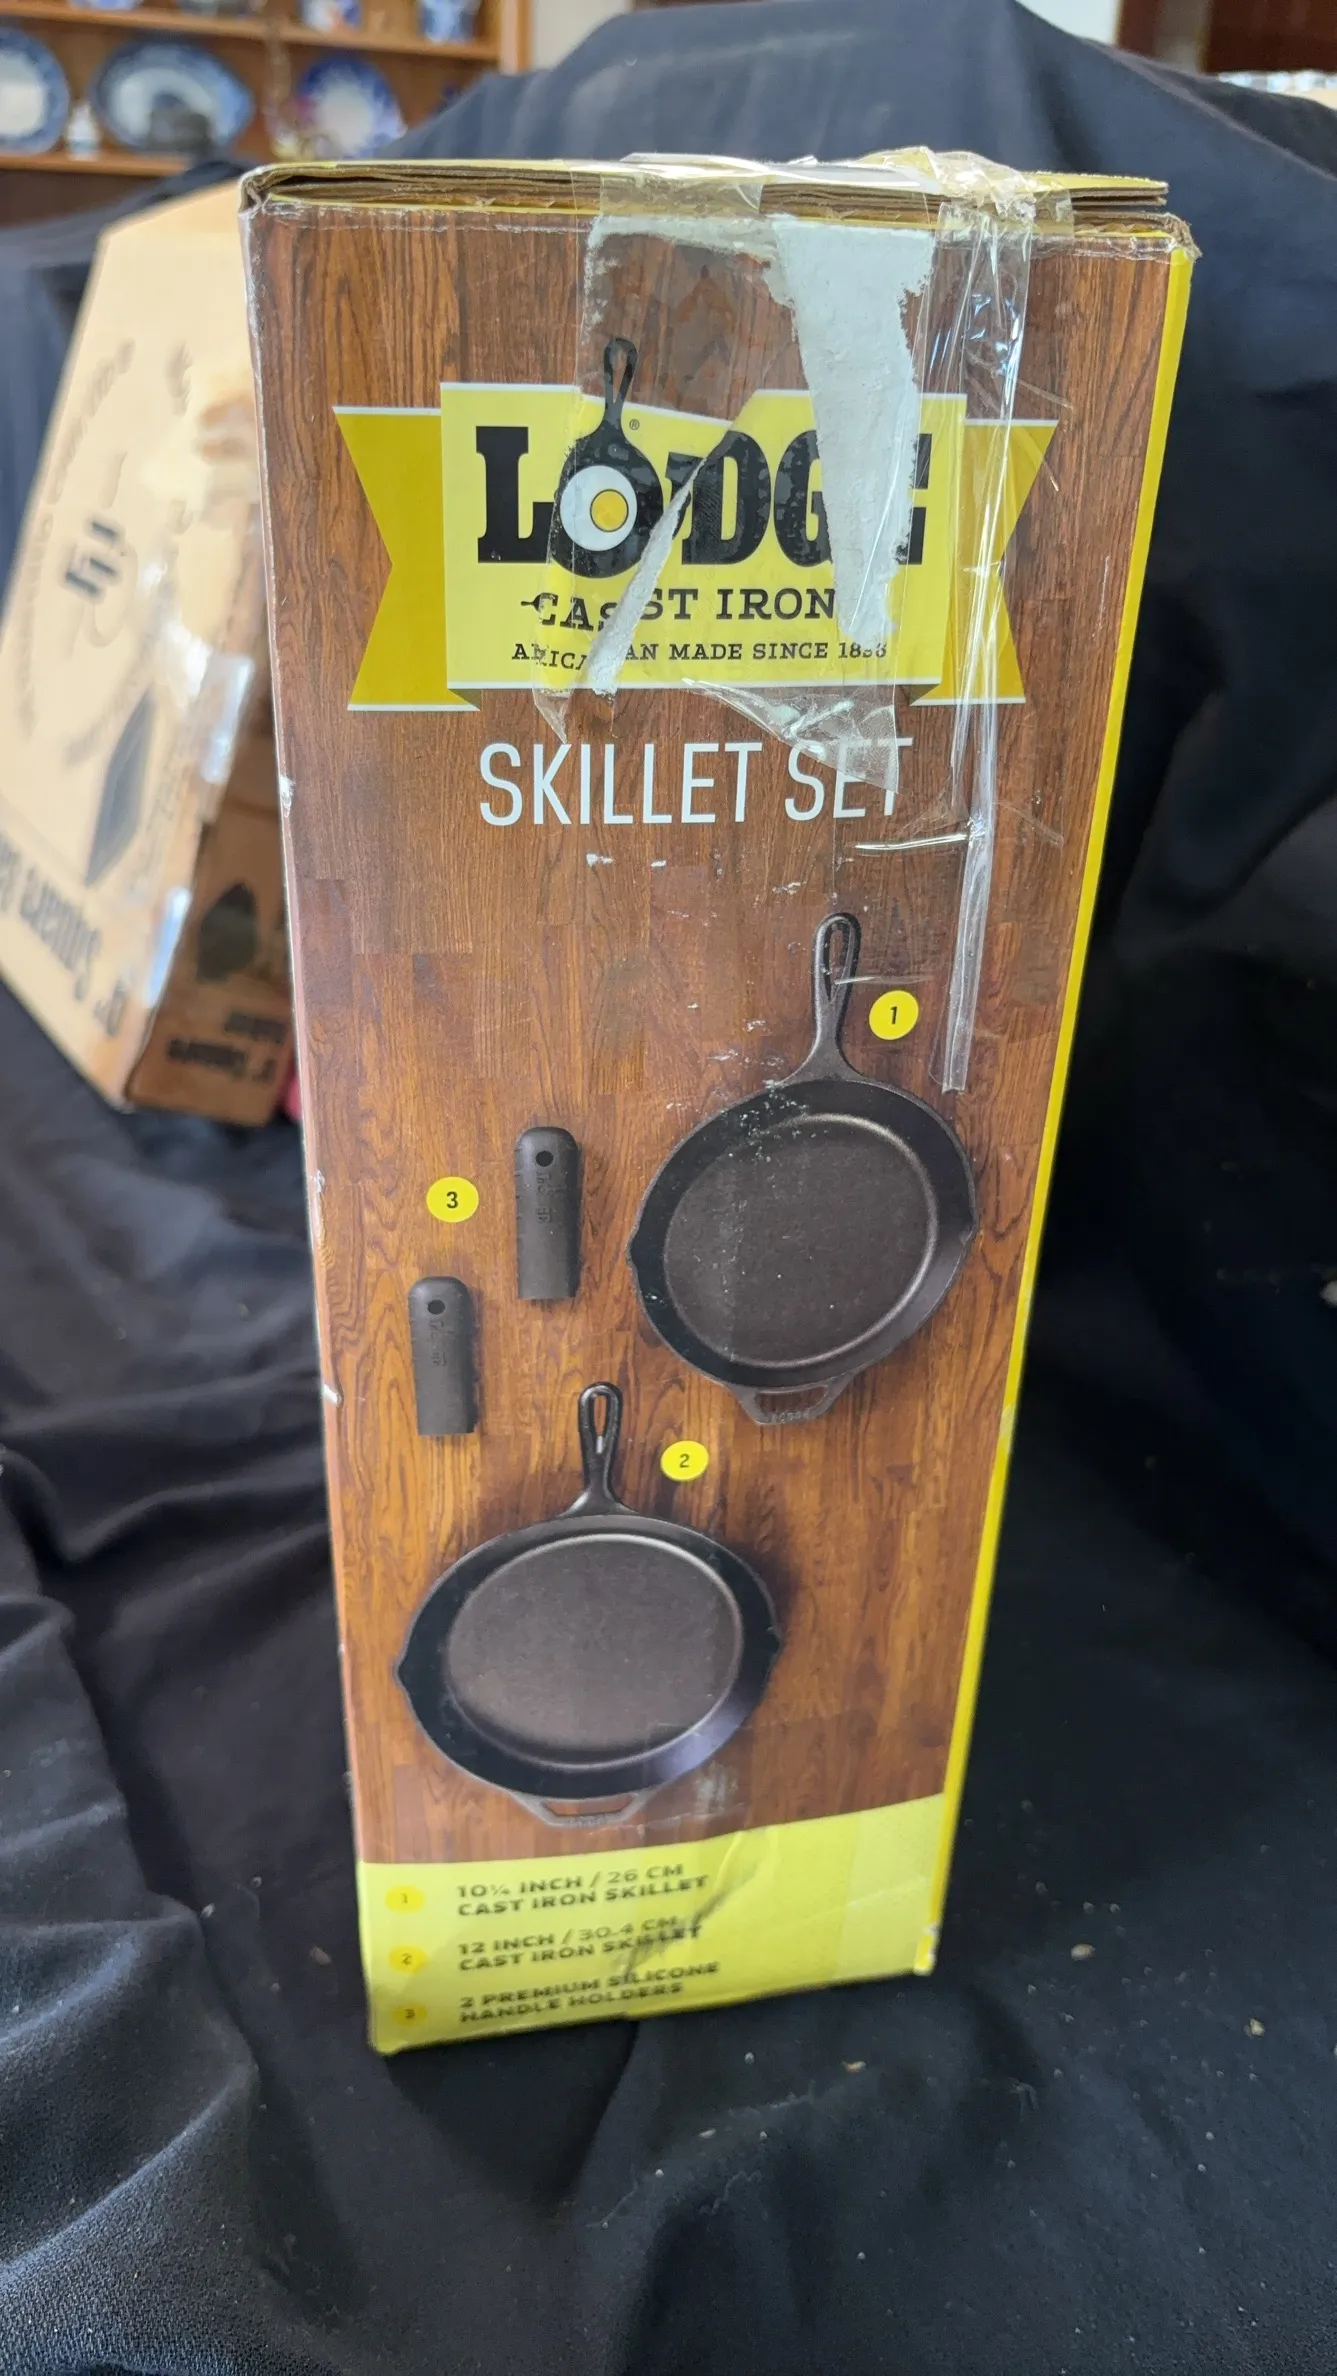 LODGE®
CAST IRON
AN MADE SINCE 1896
SKILLET SET
1
3
2
1 10¼ INCH / 26 CM
CAST IRON SKILLET
2 12 INCH / 30.4 CM
CAST IRON SKILLET
3 2 PREMIUM SILICONE
HANDLE HOLDERS